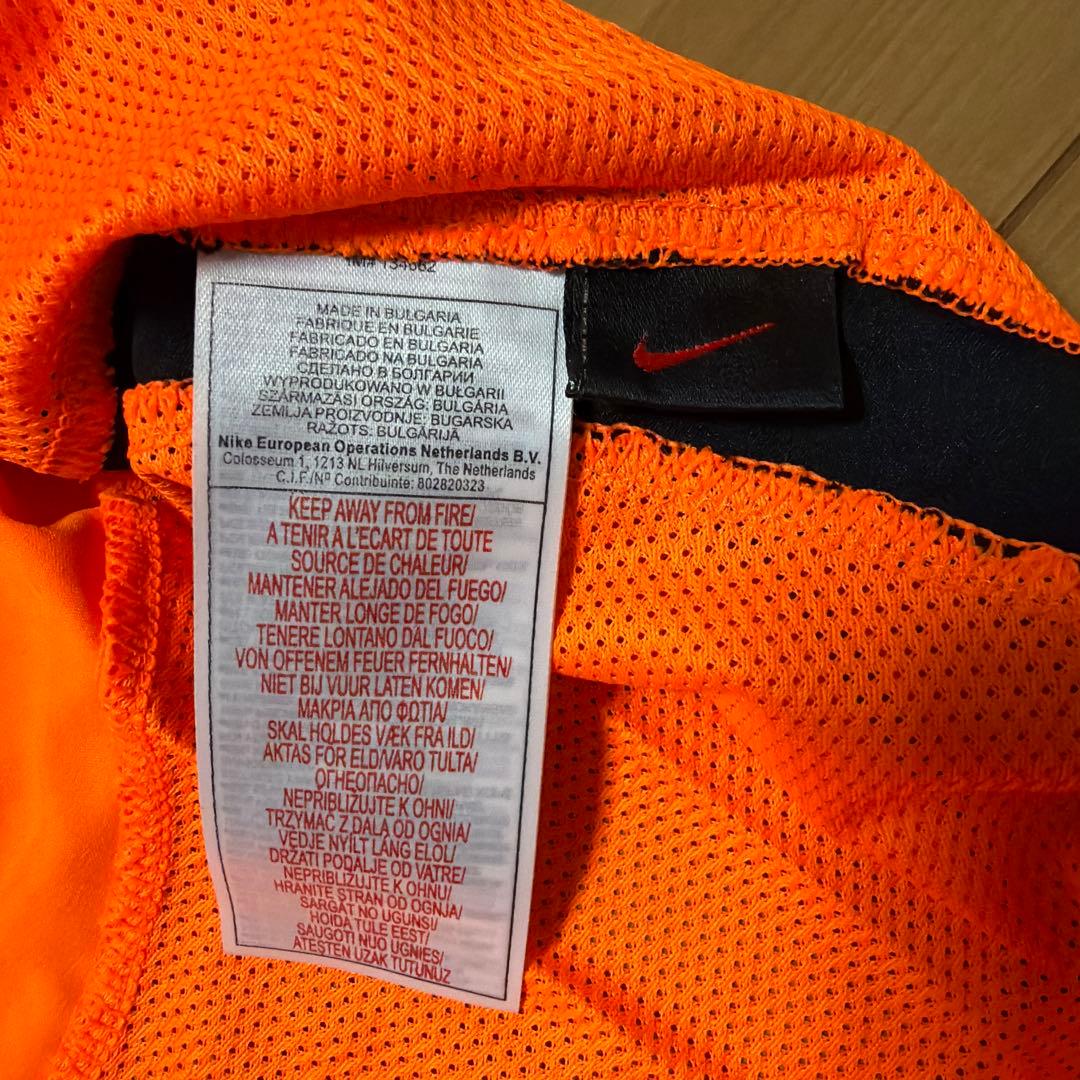 MADE IN BULGARIA
FABRIQUE EN BULGARIE
FABRICADO EN BULGARIA
FABRICADO NA BULGARIA
СДЕЛАНО В БОЛГАРИИ
WYPRODUKOWANO W BUŁGARII
SZÁRMAZÁSI ORSZÁG: BULGÁRIA
ZEMLJA PROIZVODNJE: BUGARSKA
RAŽOTS: BULGĀRIJĀ
Nike European Operations Netherlands B.V.
Colosseum 1, 1213 NL Hilversum, The Netherlands
C.I.F./Nº Contribuinte: 802820323
KEEP AWAY FROM FIRE/
A TENIR A L'ECART DE TOUTE
SOURCE DE CHALEUR/
MANTENER ALEJADO DEL FUEGO/
MANTER LONGE DE FOGO/
TENERE LONTANO DAL FUOCO/
VON OFFENEM FEUER FERNHALTEN/
NIET BIJ VUUR LATEN KOMEN/
ΜΑΚΡΙΑ ΑΠΟ ΦΩΤΙΑ/
SKAL HOLDES VÆK FRA ILD/
AKTAS FÖR ELD/VARO TULTA/
ОГНЕОПАСНО/
NEPRIBLIŽUJTE K OHNI/
TRZYMAĆ Z DALA OD OGNIA/
VÉDJE NYÍLT LÁNG ELŐL/
DRŽATI PODALJE OD VATRE/
NEPRIBLIŽUJTE K OHŇU/
HRANITE STRAN OD OGNJA/
SARGĀT NO UGUNS/
HOIDA TULE EEST/
SAUGOTI NUO UGNIES/
ATEŞTEN UZAK TUTUNUZ